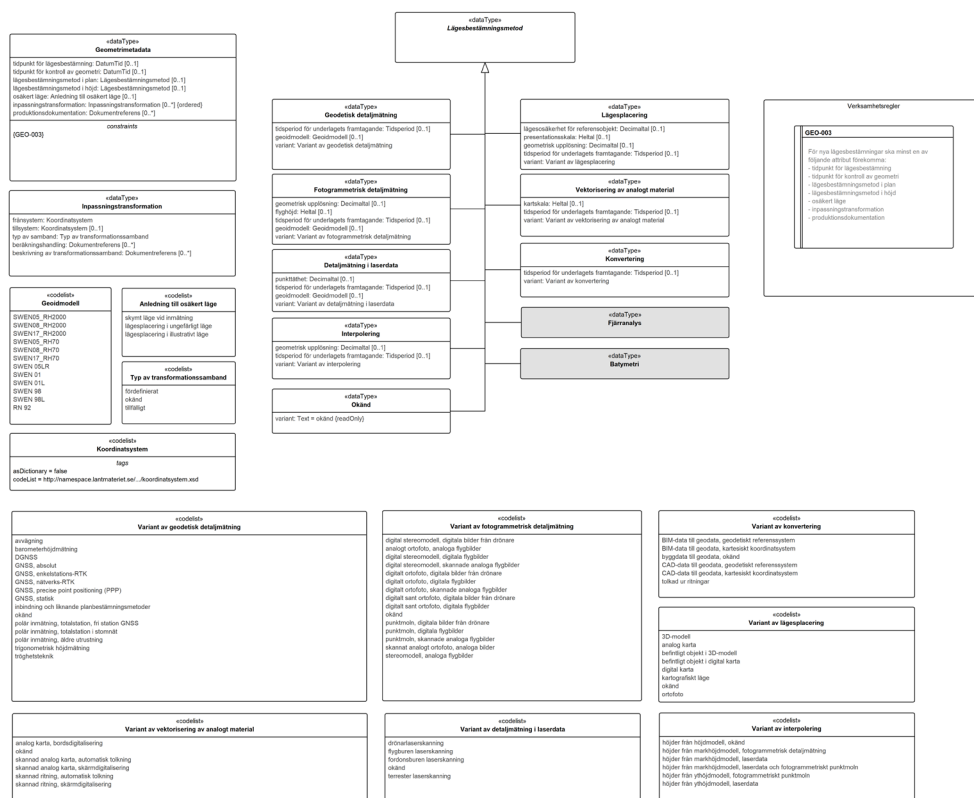 «dataType»
Lägesbestämningsmetod
«dataType»
Geometrimetadata
tidpunkt för lägesbestämning: DatumTid [0..1]
tidpunkt för kontroll av geometri: DatumTid [0..1]
lägesbestämningsmetod i plan: Lägesbestämningsmetod [0..1]
lägesbestämningsmetod i höjd: Lägesbestämningsmetod [0..1]
osäkert läge: Anledning till osäkert läge [0..1]
inpassningstransformation: Inpassningstransformation [0..*] {ordered}
produktionsdokumentation: Dokumentreferens [0..*]
constraints
{GEO-003}
«dataType»
Inpassningstransformation
frånsystem: Koordinatsystem
tillsystem: Koordinatsystem [0..1]
typ av samband: Typ av transformationssamband
beräkningshandling: Dokumentreferens [0..*]
beskrivning av transformationssamband: Dokumentreferens [0..*]
«codelist»
Geoidmodell
SWEN05_RH2000
SWEN08_RH2000
SWEN17_RH2000
SWEN05_RH70
SWEN08_RH70
SWEN17_RH70
SWEN 05LR
SWEN 01
SWEN 01L
SWEN 98
SWEN 98L
RN 92
«codelist»
Anledning till osäkert läge
skymt läge vid inmätning
lägesplacering i ungefärligt läge
lägesplacering i illustrativt läge
«codelist»
Typ av transformationssamband
fördefinierat
okänd
tillfälligt
«codelist»
Koordinatsystem
tags
asDictionary = false
codeList = http://namespace.lantmateriet.se/.../koordinatsystem.xsd
«dataType»
Geodetisk detaljmätning
tidsperiod för underlagets framtagande: Tidsperiod [0..1]
geoidmodell: Geoidmodell [0..1]
variant: Variant av geodetisk detaljmätning
«dataType»
Fotogrammetrisk detaljmätning
geometrisk upplösning: Decimaltal [0..1]
flyghöjd: Heltal [0..1]
tidsperiod för underlagets framtagande: Tidsperiod [0..1]
geoidmodell: Geoidmodell [0..1]
variant: Variant av fotogrammetrisk detaljmätning
«dataType»
Detaljmätning i laserdata
punkttäthet: Decimaltal [0..1]
tidsperiod för underlagets framtagande: Tidsperiod [0..1]
geoidmodell: Geoidmodell [0..1]
variant: Variant av detaljmätning i laserdata
«dataType»
Interpolering
geometrisk upplösning: Decimaltal [0..1]
tidsperiod för underlagets framtagande: Tidsperiod [0..1]
variant: Variant av interpolering
«dataType»
Okänd
variant: Text = okänd {readOnly}
«dataType»
Lägesplacering
lägesosäkerhet för referensobjekt: Decimaltal [0..1]
presentationsskala: Heltal [0..1]
geometrisk upplösning: Decimaltal [0..1]
tidsperiod för underlagets framtagande: Tidsperiod [0..1]
variant: Variant av lägesplacering
«dataType»
Vektorisering av analogt material
kartskala: Heltal [0..1]
tidsperiod för underlagets framtagande: Tidsperiod [0..1]
variant: Variant av vektorisering av analogt material
«dataType»
Konvertering
tidsperiod för underlagets framtagande: Tidsperiod [0..1]
variant: Variant av konvertering
«dataType»
Fjärranalys
«dataType»
Batymetri
Verksamhetsregler
GEO-003
För nya lägesbestämningar ska minst en av
följande attribut förekomma:
- tidpunkt för lägesbestämning
- tidpunkt för kontroll av geometri
- lägesbestämningsmetod i plan
- lägesbestämningsmetod i höjd
- osäkert läge
- inpassningstransformation
- produktionsdokumentation
«codelist»
Variant av geodetisk detaljmätning
avvägning
barometerhöjdmätning
DGNSS
GNSS, absolut
GNSS, enkelstations-RTK
GNSS, nätverks-RTK
GNSS, precise point positioning (PPP)
GNSS, statisk
inbindning och liknande planbestämningsmetoder
okänd
polär inmätning, totalstation, fri station GNSS
polär inmätning, totalstation i stomnät
polär inmätning, äldre utrustning
trigonometrisk höjdmätning
tröghetsteknik
«codelist»
Variant av fotogrammetrisk detaljmätning
digital stereomodell, digitala bilder från drönare
analogt ortofoto, analoga flygbilder
digital stereomodell, digitala flygbilder
digital stereomodell, skannade analoga flygbilder
digitalt ortofoto, digitala bilder från drönare
digitalt ortofoto, digitala flygbilder
digitalt ortofoto, skannade analoga flygbilder
digitalt sant ortofoto, digitala bilder från drönare
digitalt sant ortofoto, digitala flygbilder
okänd
punktmoln, digitala bilder från drönare
punktmoln, digitala flygbilder
punktmoln, skannade analoga flygbilder
skannat analogt ortofoto, analoga bilder
stereomodell, analoga flygbilder
«codelist»
Variant av konvertering
BIM-data till geodata, geodetiskt referenssystem
BIM-data till geodata, kartesiskt koordinatsystem
byggdata till geodata, okänd
CAD-data till geodata, geodetiskt referenssystem
CAD-data till geodata, kartesiskt koordinatsystem
tolkad ur ritningar
«codelist»
Variant av lägesplacering
3D-modell
analog karta
befintligt objekt i 3D-modell
befintligt objekt i digital karta
digital karta
kartografiskt läge
okänd
ortofoto
«codelist»
Variant av vektorisering av analogt material
analog karta, bordsdigitalisering
okänd
skannad analog karta, automatisk tolkning
skannad analog karta, skärmdigitalisering
skannad ritning, automatisk tolkning
skannad ritning, skärmdigitalisering
«codelist»
Variant av detaljmätning i laserdata
drönarlaserskanning
flygburen laserskanning
fordonsburen laserskanning
okänd
terrester laserskanning
«codelist»
Variant av interpolering
höjder från höjdmodell, okänd
höjder från markhöjdmodell, fotogrammetrisk detaljmätning
höjder från markhöjdmodell, laserdata
höjder från markhöjdmodell, laserdata och fotogrammetriskt punktmoln
höjder från ythöjdmodell, fotogrammetriskt punktmoln
höjder från ythöjdmodell, laserdata